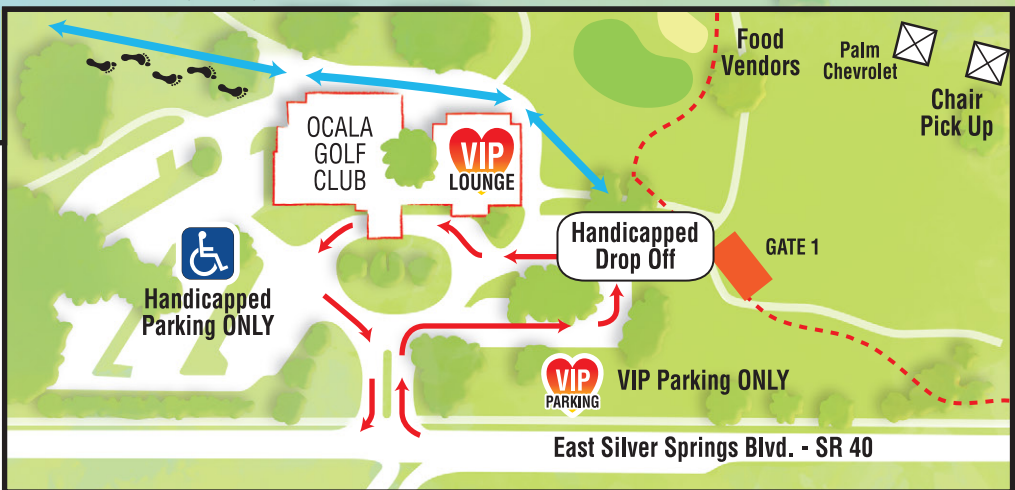 Food
Vendors
Palm
Chevrolet
Chair
Pick Up
OCALA
GOLF
CLUB
VIP
LOUNGE
Handicapped
Drop Off
GATE 1
Handicapped
Parking ONLY
VIP
PARKING
VIP Parking ONLY
East Silver Springs Blvd. - SR 40